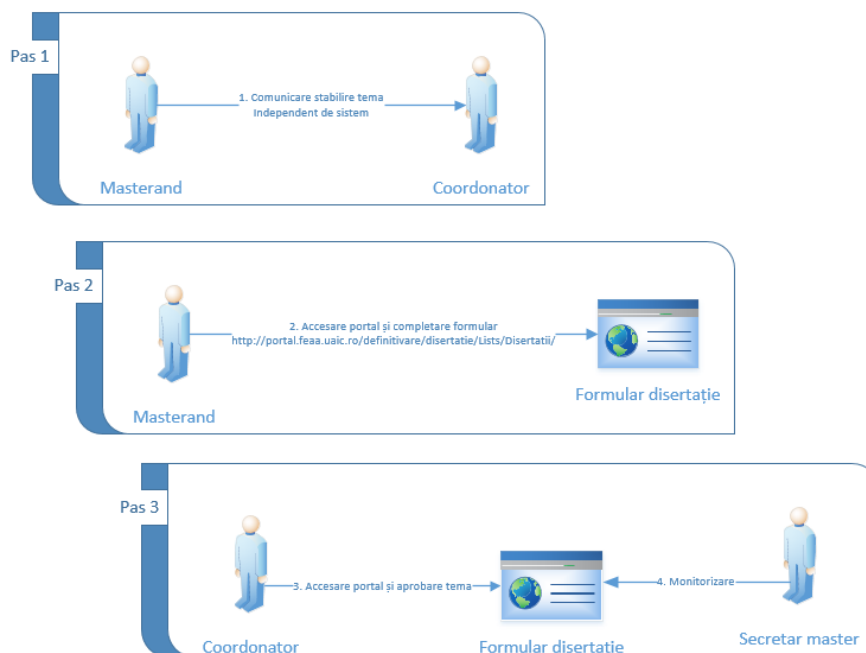 Pas 1
1. Comunicare stabilire tema
Independent de sistem
Masterand
Coordonator
Pas 2
2. Accesare portal și completare formular
http://portal.feaa.uaic.ro/definitivare/disertatie/Lists/Disertatii/
Formular disertație
Masterand
Pas 3
3. Accesare portal și aprobare tema
4. Monitorizare
Coordonator
Formular disertație
Secretar master